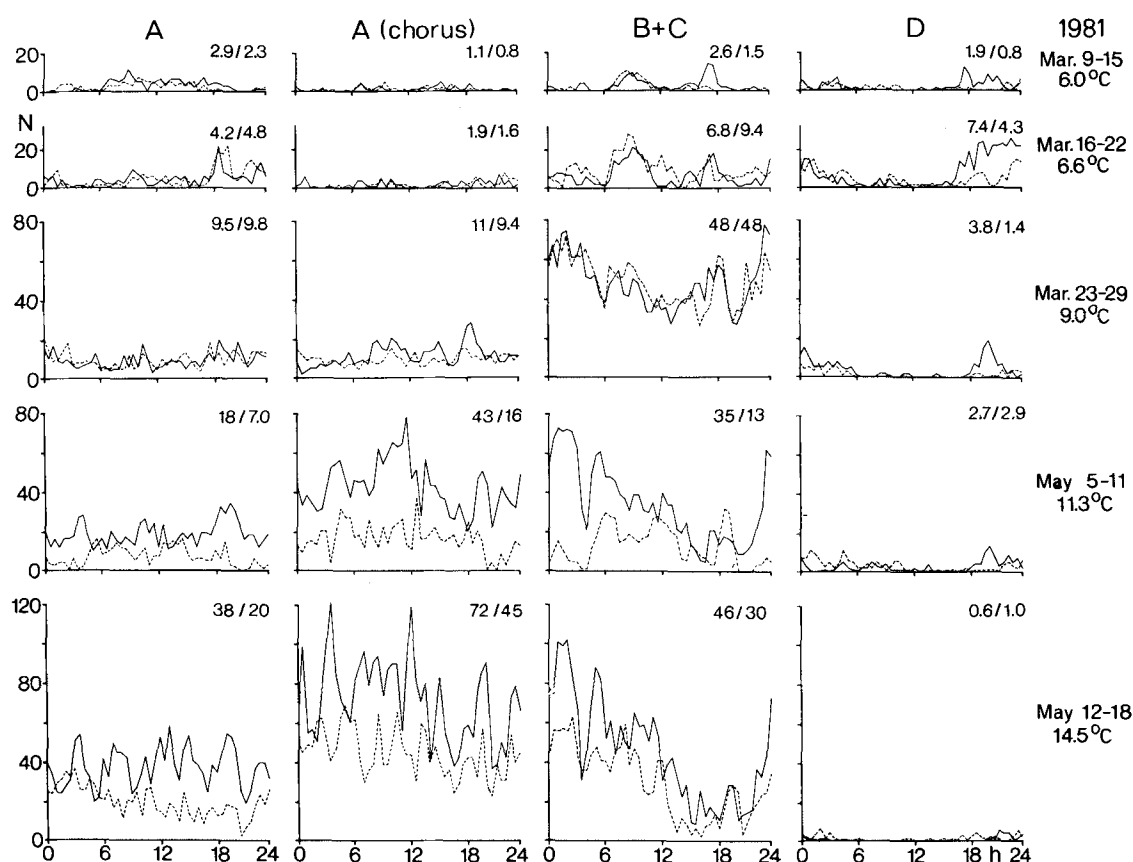 A A (chorus) B+C D 1981
20 2.9/2.3 1.1/0.8 2.6/1.5 1.9/0.8 Mar. 9-15
0 6.0°C
N 4.2/4.8 1.9/1.6 6.8/9.4 7.4/4.3 Mar. 16-22
20 6.6°C
0
80 9.5/9.8 11/9.4 48/48 3.8/1.4
40 Mar. 23-29
9.0°C
0
80 18/7.0 43/16 35/13 2.7/2.9
40 May 5-11
11.3°C
0
120 38/20 72/45 46/30 0.6/1.0
80
May 12-18
14.5°C
40
0
0 6 12 18 24 0 6 12 18 24 0 6 12 18 24 0 6 12 18 h 24